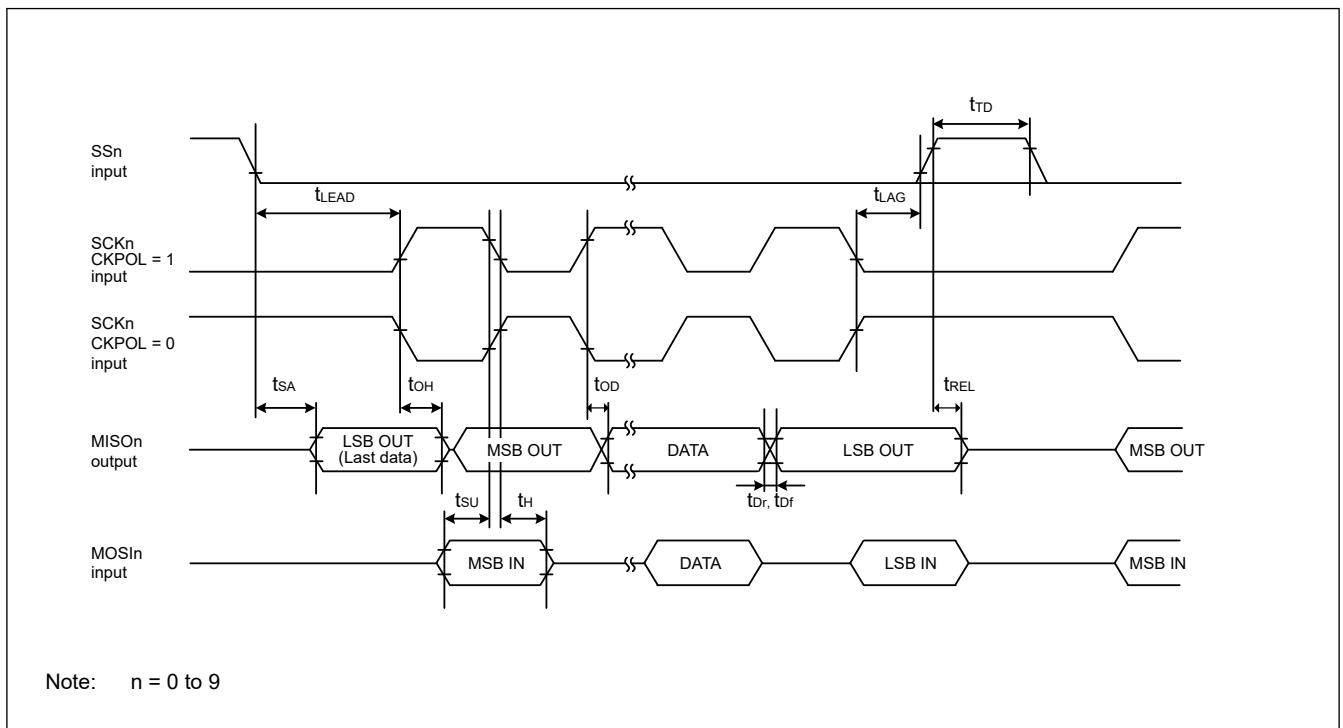 tTD
SSn
input
tLEAD
tLAG
SCKn
CKPOL = 1
input
SCKn
CKPOL = 0
input
tSA
tOH
tOD
tREL
MISOn
output
LSB OUT
(Last data)
MSB OUT
DATA
LSB OUT
MSB OUT
tSU
tH
tDr, tDf
MOSIn
input
MSB IN
DATA
LSB IN
MSB IN
Note: n = 0 to 9